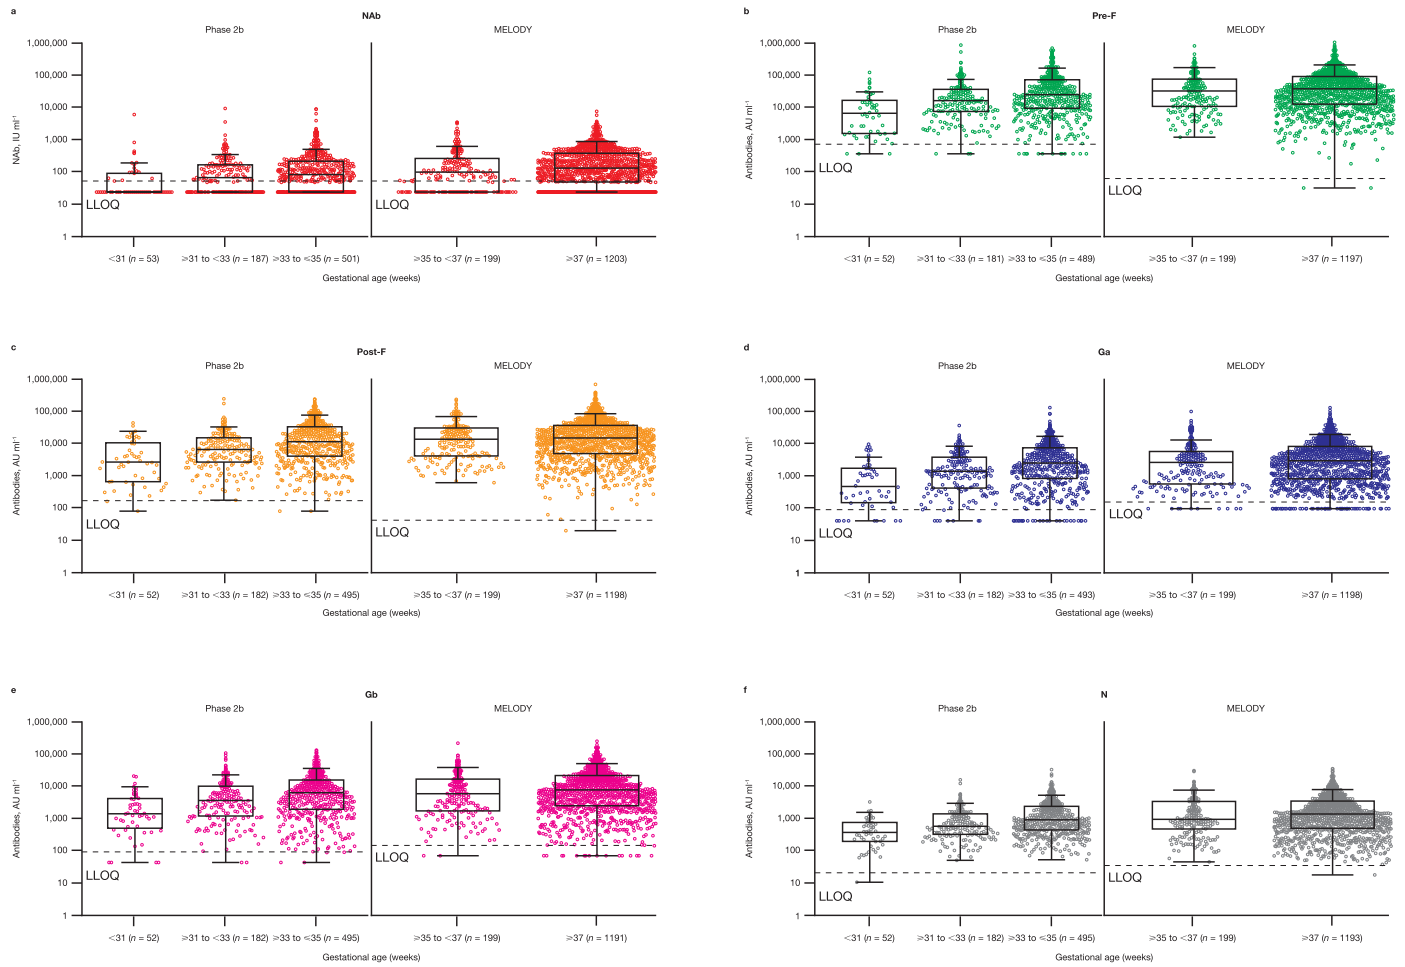 a
NAb
Phase 2b
MELODY
NAb, IU ml⁻¹
1,000,000
100,000
10,000
1,000
100
10
1
LLOQ
<31 (n = 53)
⩾31 to <33 (n = 187)
⩾33 to ⩽35 (n = 501)
⩾35 to <37 (n = 199)
⩾37 (n = 1203)
Gestational age (weeks)
b
Pre-F
Phase 2b
MELODY
Antibodies, AU ml⁻¹
1,000,000
100,000
10,000
1,000
100
10
1
LLOQ
LLOQ
<31 (n = 52)
⩾31 to <33 (n = 181)
⩾33 to ⩽35 (n = 489)
⩾35 to <37 (n = 199)
⩾37 (n = 1197)
Gestational age (weeks)
c
Post-F
Phase 2b
MELODY
Antibodies, AU ml⁻¹
1,000,000
100,000
10,000
1,000
100
10
1
LLOQ
LLOQ
<31 (n = 52)
⩾31 to <33 (n = 182)
⩾33 to ⩽35 (n = 495)
⩾35 to <37 (n = 199)
⩾37 (n = 1198)
Gestational age (weeks)
d
Ga
Phase 2b
MELODY
Antibodies, AU ml⁻¹
1,000,000
100,000
10,000
1,000
100
10
1
LLOQ
LLOQ
<31 (n = 52)
⩾31 to <33 (n = 182)
⩾33 to ⩽35 (n = 493)
⩾35 to <37 (n = 199)
⩾37 (n = 1198)
Gestational age (weeks)
e
Gb
Phase 2b
MELODY
Antibodies, AU ml⁻¹
1,000,000
100,000
10,000
1,000
100
10
1
LLOQ
LLOQ
<31 (n = 52)
⩾31 to <33 (n = 182)
⩾33 to ⩽35 (n = 495)
⩾35 to <37 (n = 199)
⩾37 (n = 1191)
Gestational age (weeks)
f
N
Phase 2b
MELODY
Antibodies, AU ml⁻¹
1,000,000
100,000
10,000
1,000
100
10
1
LLOQ
LLOQ
<31 (n = 52)
⩾31 to <33 (n = 182)
⩾33 to ⩽35 (n = 495)
⩾35 to <37 (n = 199)
⩾37 (n = 1193)
Gestational age (weeks)
LLOQ